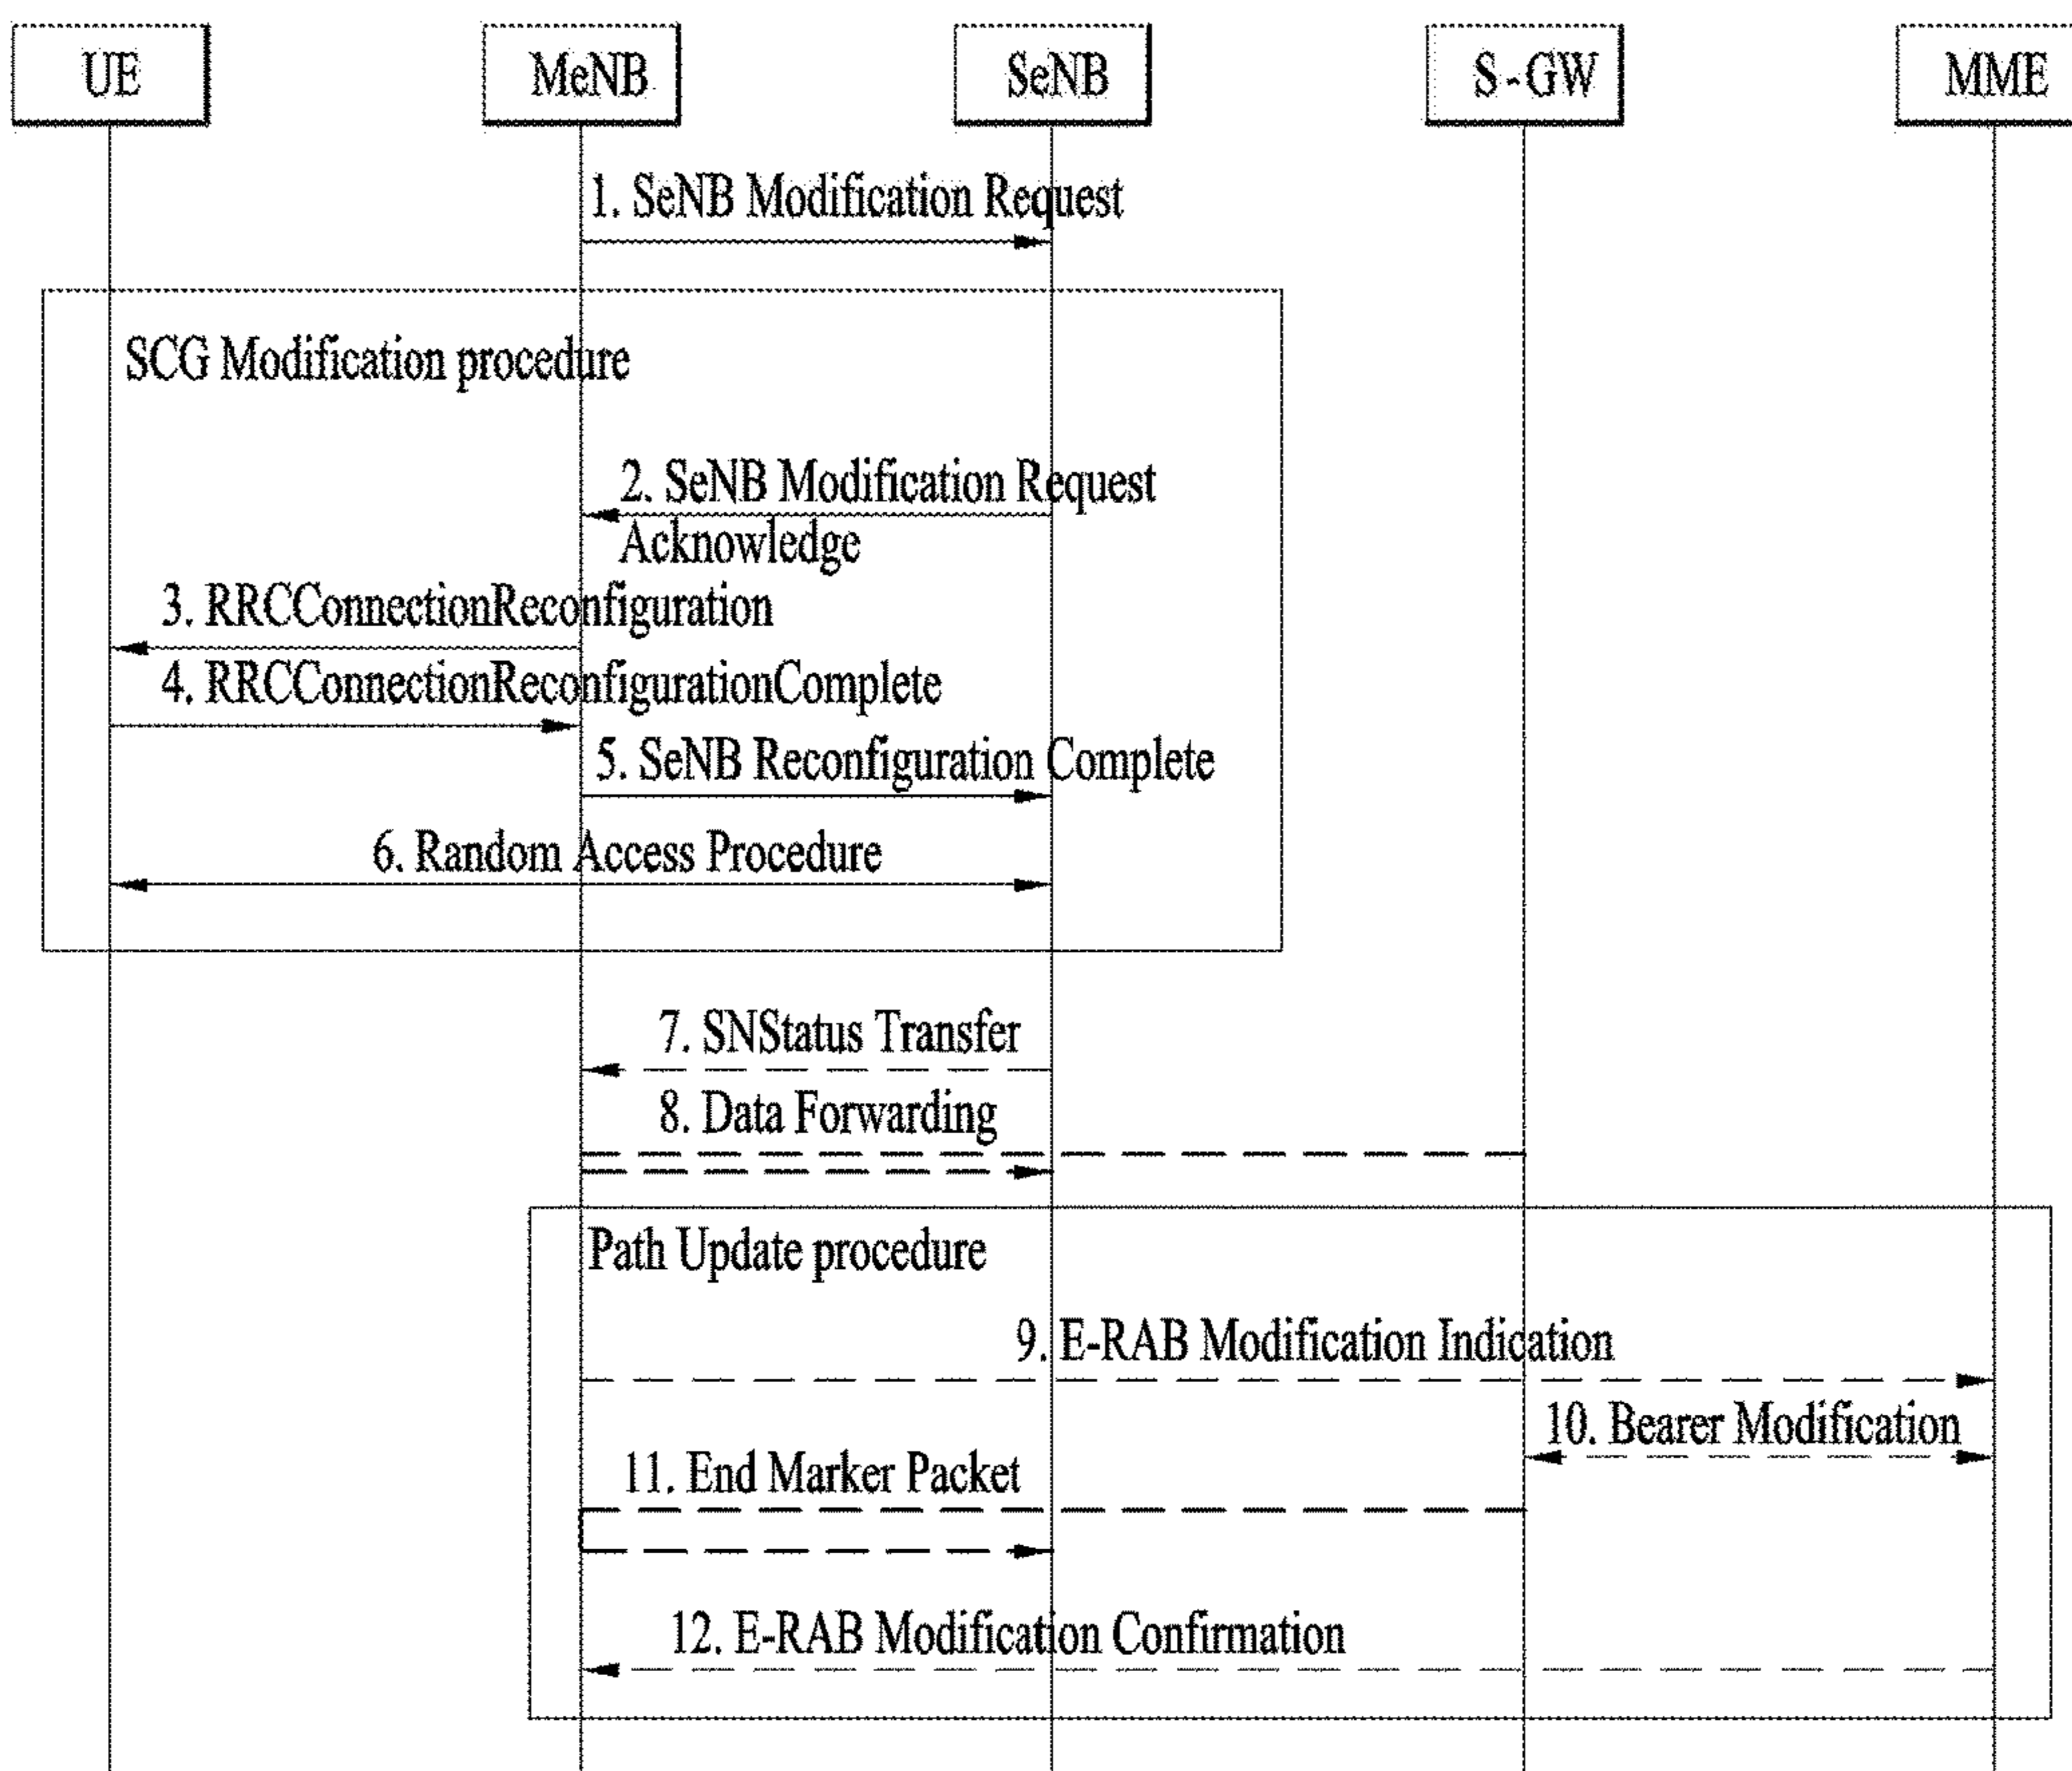 UE
MeNB
SeNB
S-GW
MME
1. SeNB Modification Request
SCG Modification procedure
2. SeNB Modification Request
Acknowledge
3. RRCConnectionReconfiguration
4. RRCConnectionReconfigurationComplete
5. SeNB Reconfiguration Complete
6. Random Access Procedure
7. SNStatus Transfer
8. Data Forwarding
Path Update procedure
9. E-RAB Modification Indication
10. Bearer Modification
11. End Marker Packet
12. E-RAB Modification Confirmation